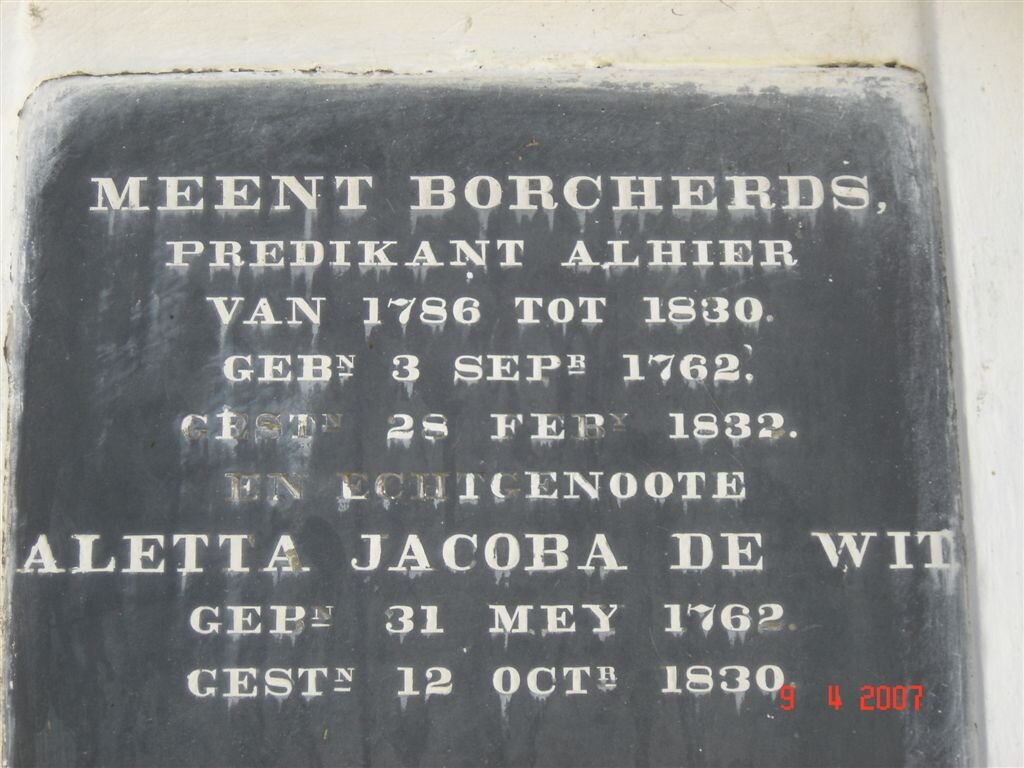 MEENT BORCHERDS,
PREDIKANT ALHIER
VAN 1786 TOT 1830.
GEBN 3 SEPR 1762.
GESTN 28 FEBY 1832.
EN ECHTGENOOTE
ALETTA JACOBA DE WIT
GEBN 31 MEY 1762.
GESTN 12 OCTR 1830.
9 4 2007